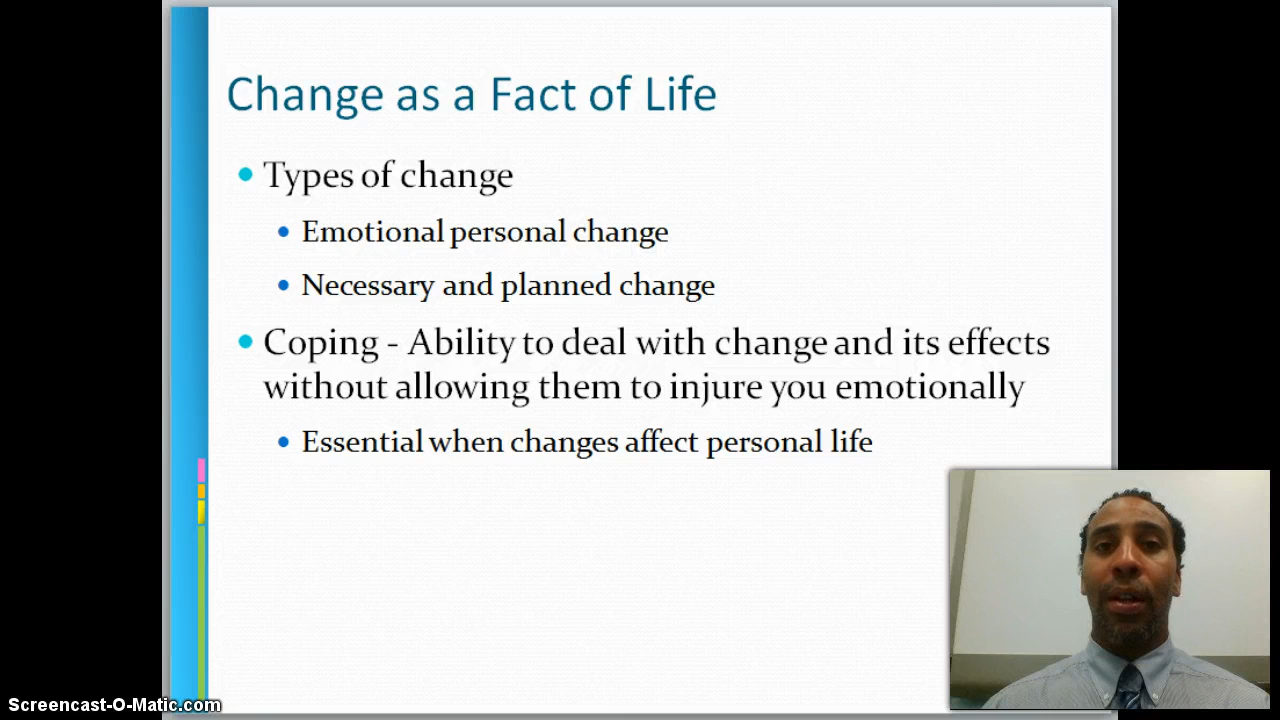 Change as a Fact of Life
• Types of change
• Emotional personal change
• Necessary and planned change
• Coping - Ability to deal with change and its effects
without allowing them to injure you emotionally
• Essential when changes affect personal life
Screencast-O-Matic.com